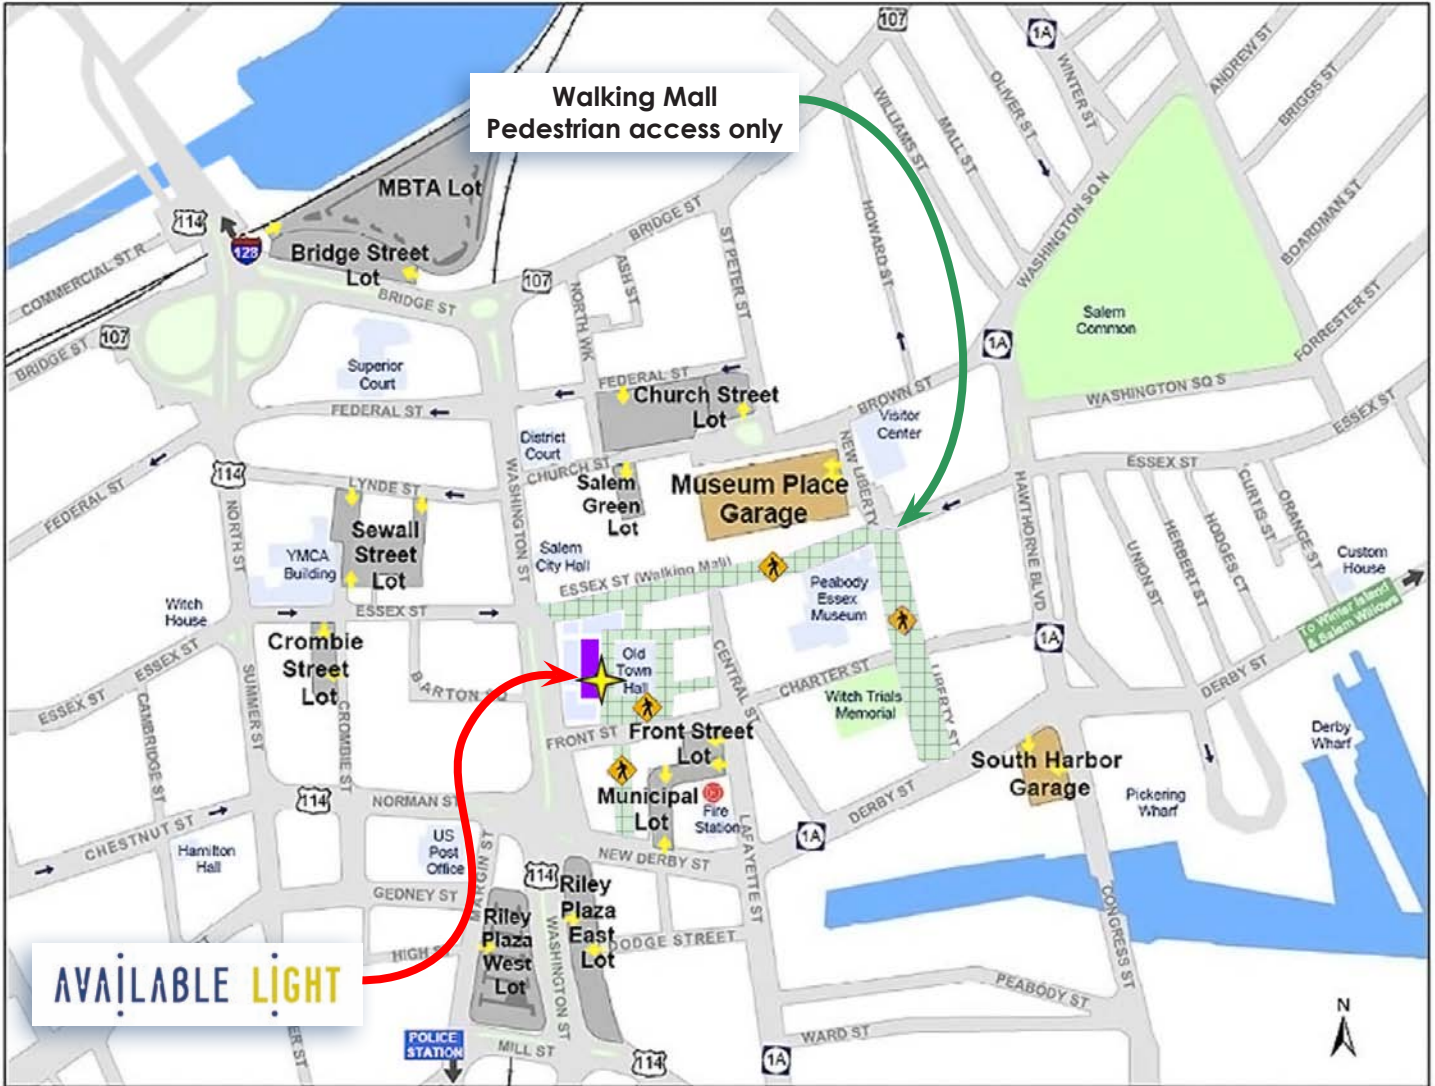 107
1A
WINTER ST
ANDREW ST
BRIGGS ST
OLIVER ST
Walking Mall
Pedestrian access only
WILLIAMS ST
MALL ST
MBTA Lot
114
128
Bridge Street
Lot
COMMERCIAL ST R
BRIDGE ST
BRIDGE ST
107
ASH ST
NORTH WK
ST PETER ST
HOWARD ST
WASHINGTON SQ N
BOARDMAN ST
Salem
Common
1A
FORRESTER ST
107
BRIDGE ST
Superior
Court
FEDERAL ST
FEDERAL ST
Church Street
Lot
BROWN ST
Visitor
Center
WASHINGTON SQ S
ESSEX ST
District
Court
CHURCH ST
NEW LIBERTY
114
LYNDE ST
FEDERAL ST
NORTH ST
WASHINGTON ST
Salem
Green
Lot
Museum Place
Garage
ESSEX ST
CURTIS ST
ORANGE ST
HAWTHORNE BLVD
Sewall
Street
Lot
YMCA
Building
Salem
City Hall
ESSEX ST (Walking Mall)
Peabody
Essex
Museum
UNION ST
HERBERT ST
HODGES CT
Custom
House
To Winter Island
& Salem Willows
Witch
House
ESSEX ST
ESSEX ST
ESSEX ST
Crombie
Street
Lot
SUMMER ST
CROMBIE ST
CAMBRIDGE ST
Old
Town
Hall
CENTRAL ST
CHARTER ST
1A
DERBY ST
Witch Trials
Memorial
LIBERTY ST
FRONT ST
Front Street
Lot
South Harbor
Garage
Derby
Wharf
Pickering
Wharf
114
NORMAN ST
Municipal
Lot
Fire
Station
DERBY ST
1A
CHESTNUT ST
Hamilton
Hall
US
Post
Office
MARGIN ST
NEW DERBY ST
LAFAYETTE ST
GEDNEY ST
114
Riley
Plaza
West
Lot
Riley
Plaza
East
Lot
WASHINGTON ST
DODGE STREET
CONGRESS ST
HIGH S
AVAILABLE LIGHT
PEABODY ST
WARD ST
POLICE
STATION
MILL ST
114
1A
ER ST
N